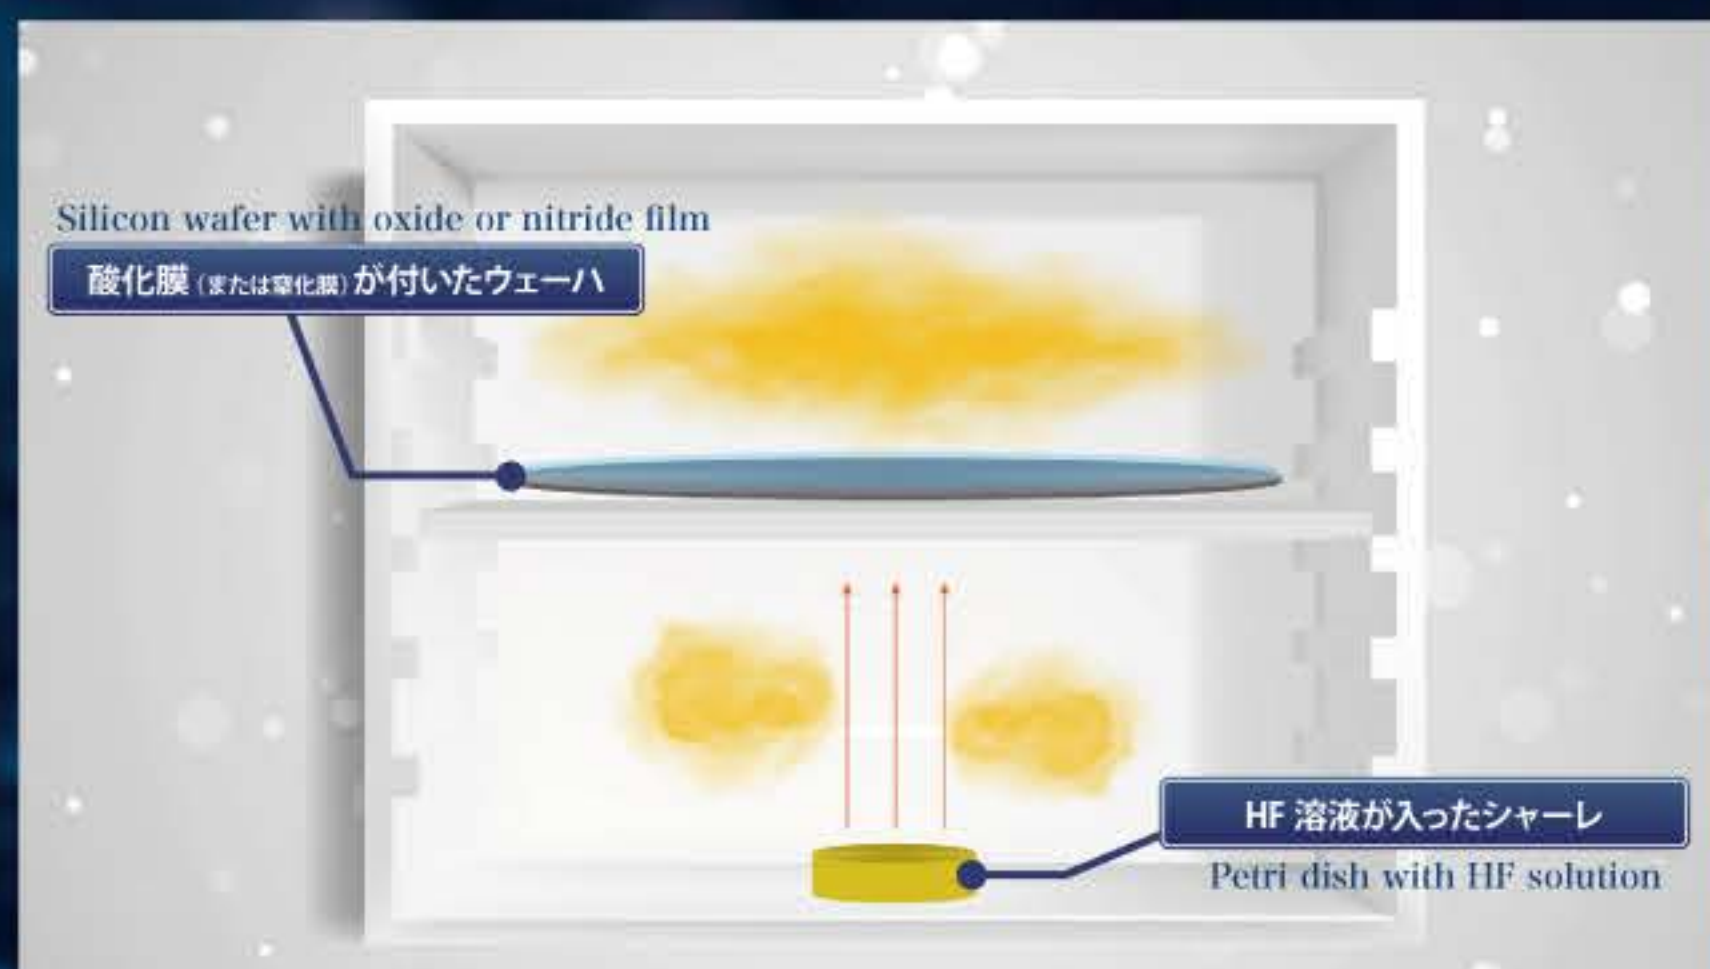 Silicon wafer with oxide or nitride film
酸化膜(または窒化膜)が付いたウェーハ
HF 溶液が入ったシャーレ
Petri dish with HF solution